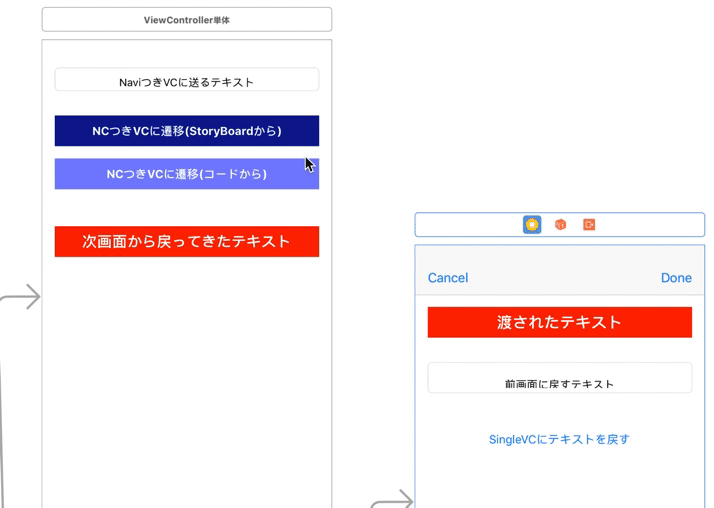 ViewController単体
NaviつきVCに送るテキスト
NCつきVCに遷移(StoryBoardから)
NCつきVCに遷移(コードから)
次画面から戻ってきたテキスト
Cancel
Done
渡されたテキスト
前画面に戻すテキスト
SingleVCにテキストを戻す